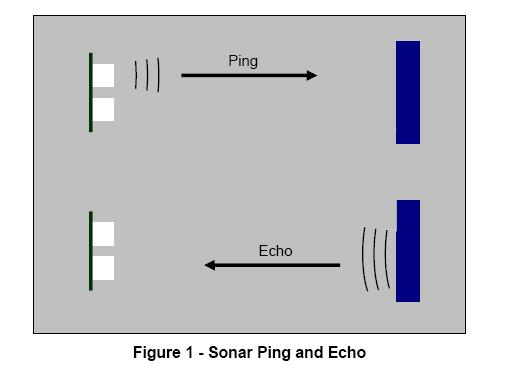 Ping
Echo
Figure 1 - Sonar Ping and Echo